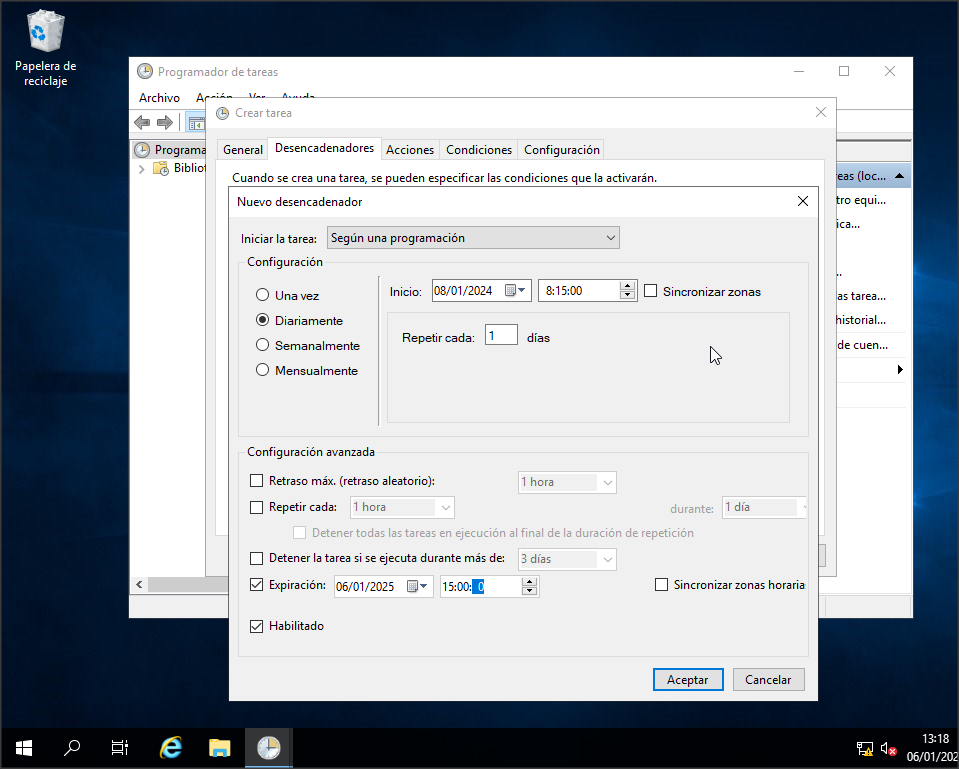 Papelera de
reciclaje
Programador de tareas
Archivo Acción Ver Ayuda
Crear tarea
Programa
Bibliot
General Desencadenadores Acciones Condiciones Configuración
Cuando se crea una tarea, se pueden especificar las condiciones que la activarán.
eas (loc...
tro equi...
ica...
..
as tarea...
historial...
de cuen...
Nuevo desencadenador
Iniciar la tarea: Según una programación
Configuración
Una vez
Diariamente
Semanalmente
Mensualmente
Inicio: 08/01/2024 8:15:00 Sincronizar zonas
Repetir cada: 1 días
Configuración avanzada
Retraso máx. (retraso aleatorio): 1 hora
Repetir cada: 1 hora durante: 1 día
Detener todas las tareas en ejecución al final de la duración de repetición
Detener la tarea si se ejecuta durante más de: 3 días
Expiración: 06/01/2025 15:00: 0 Sincronizar zonas horaria
Habilitado
Aceptar Cancelar
13:18
06/01/202